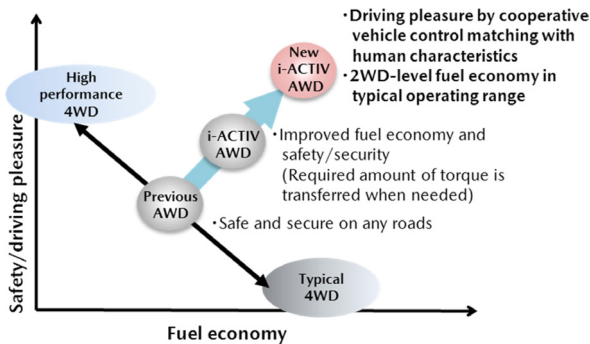 ・Driving pleasure by cooperative
vehicle control matching with
human characteristics
・2WD-level fuel economy in
typical operating range
New
i-ACTIV
AWD
High
performance
4WD
i-ACTIV
AWD
・Improved fuel economy and
safety/security
(Required amount of torque is
transferred when needed)
Previous
AWD
・Safe and secure on any roads
Typical
4WD
Safety/driving pleasure
Fuel economy